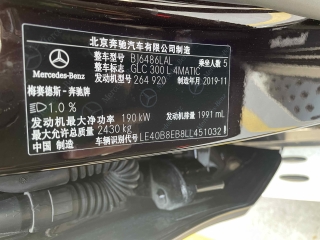 北京奔驰汽车有限公司制造
整车型号 BJ6486LAL 乘坐人数 5
整车标志 GLC 300 L 4MATIC
发动机型号 264 920 制造年月 2019-11
Mercedes-Benz
梅赛德斯-奔驰牌
1.0 %
发动机最大净功率 190 kW 发动机排量 1991 mL
最大允许总质量 2430 kg
中国 制造 车辆识别代号 LE40B8EB8LL451032